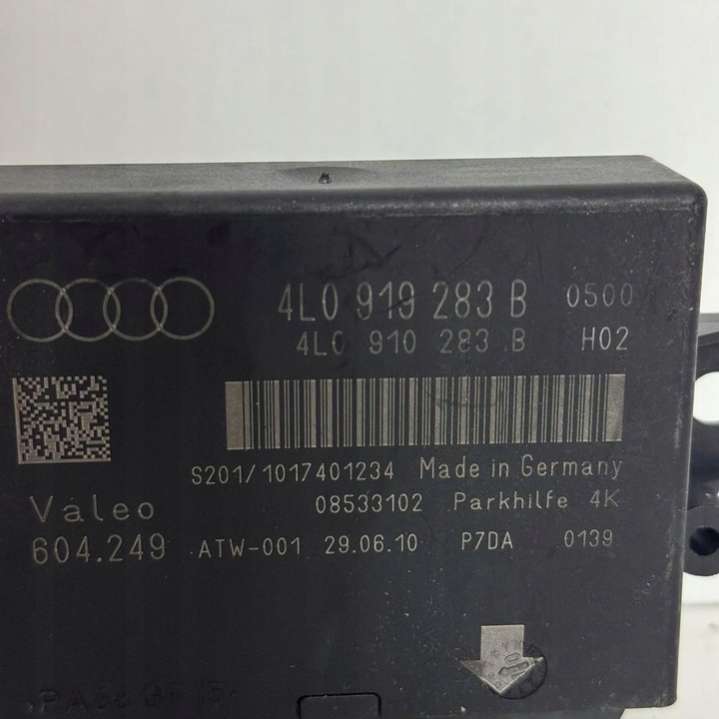 4L0 919 283 B 0500
4L0 910 283 B H02
S201/1017401234 Made in Germany
Valeo 08533102 Parkhilfe 4K
604.249 ATW-001 29.06.10 P7DA 0139